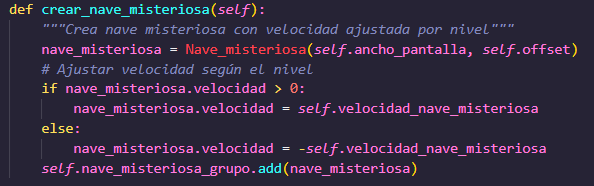 def crear_nave_misteriosa(self):
    """Crea nave misteriosa con velocidad ajustada por nivel"""
    nave_misteriosa = Nave_misteriosa(self.ancho_pantalla, self.offset)
    # Ajustar velocidad según el nivel
    if nave_misteriosa.velocidad > 0:
        nave_misteriosa.velocidad = self.velocidad_nave_misteriosa
    else:
        nave_misteriosa.velocidad = -self.velocidad_nave_misteriosa
    self.nave_misteriosa_grupo.add(nave_misteriosa)